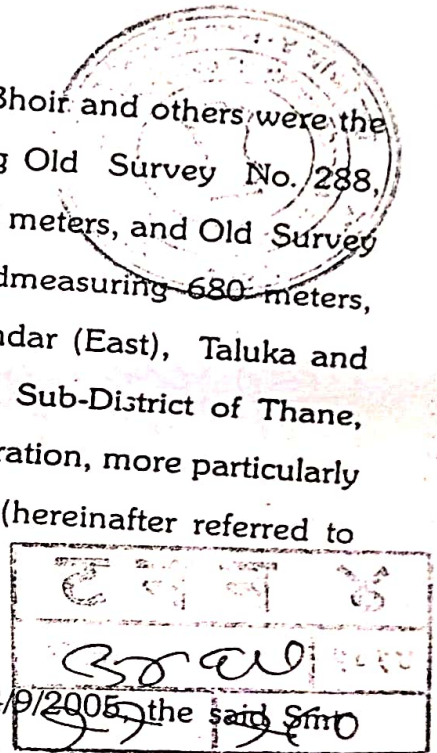 Bhoir and others were the
g Old Survey No. 288,
meters, and Old Survey
dmeasuring 680 meters,
ndar (East), Taluka and
Sub-District of Thane,
ration, more particularly
(hereinafter referred to
/9/2005, the said Smt